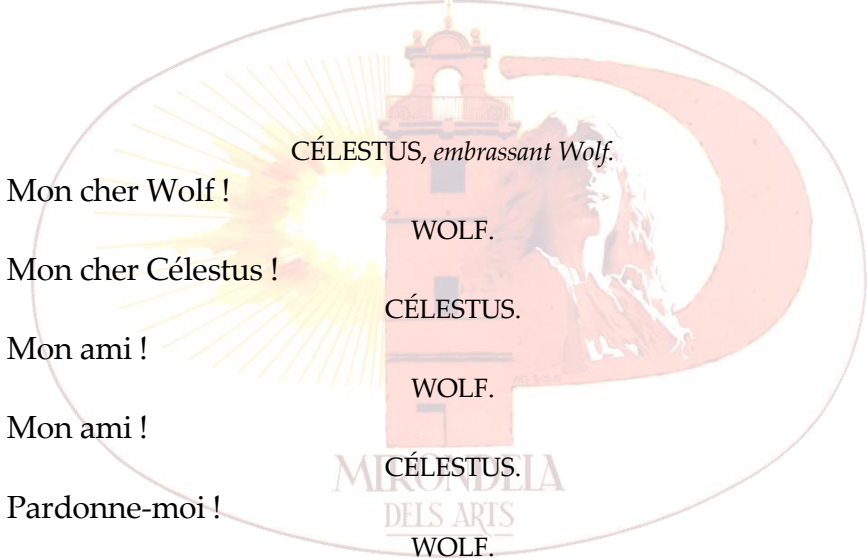 CÉLESTUS, embrassant Wolf.
Mon cher Wolf !
WOLF.
Mon cher Célestus !
CÉLESTUS.
Mon ami !
WOLF.
Mon ami !
CÉLESTUS.
MIRONDELA
Pardonne-moi !
DELS ARTS
WOLF.